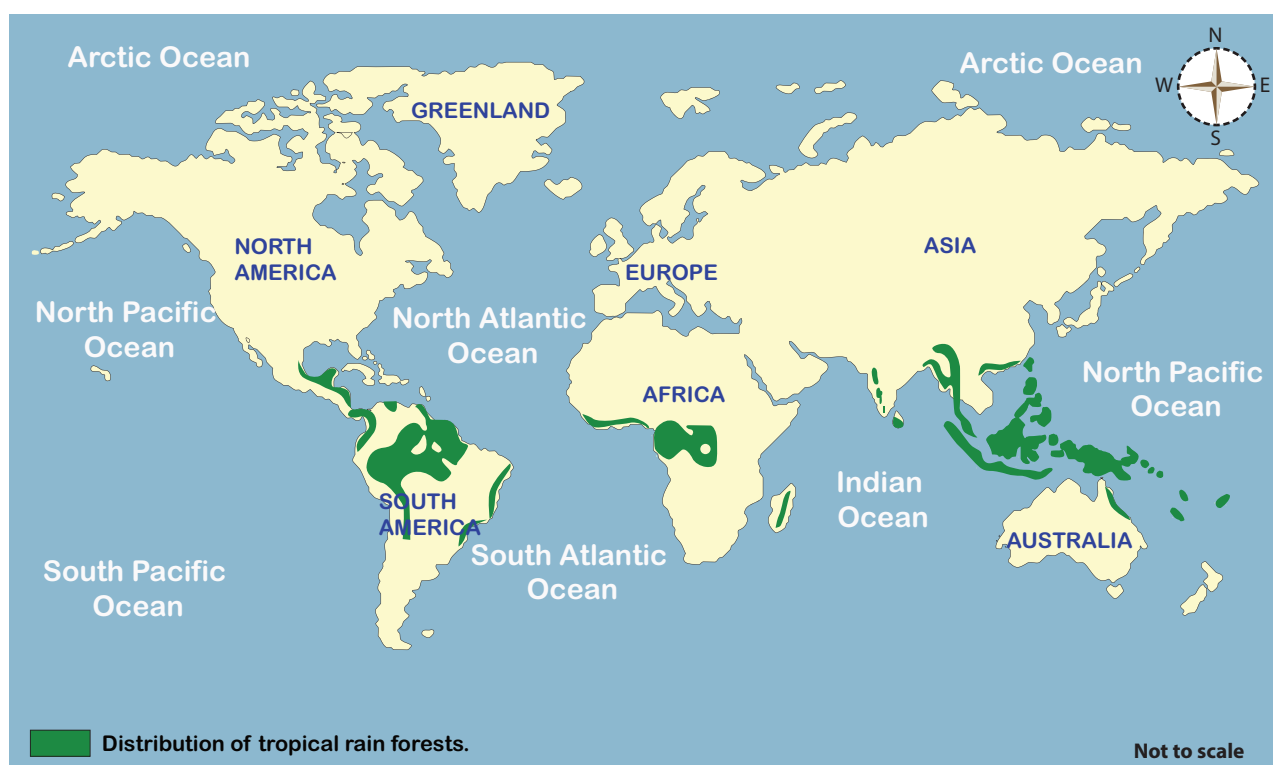 Arctic Ocean
Arctic Ocean
N
W
E
S
GREENLAND
NORTH
AMERICA
EUROPE
ASIA
North Pacific
Ocean
North Atlantic
Ocean
AFRICA
North Pacific
Ocean
Indian
Ocean
SOUTH
AMERICA
AUSTRALIA
South Pacific
Ocean
South Atlantic
Ocean
Distribution of tropical rain forests.
Not to scale